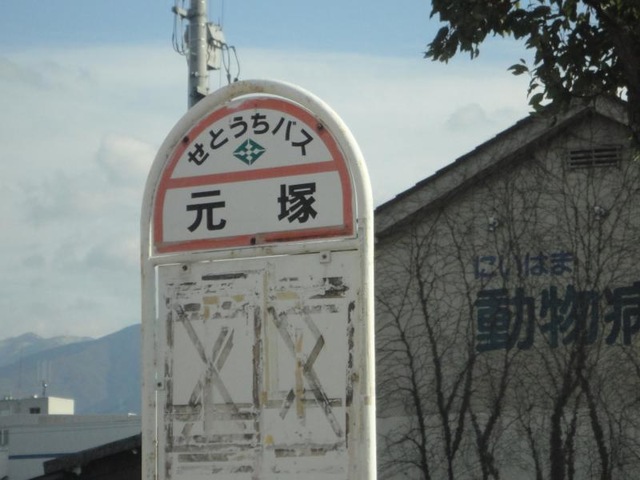 せとうちバス
元塚
にいはま
動物病